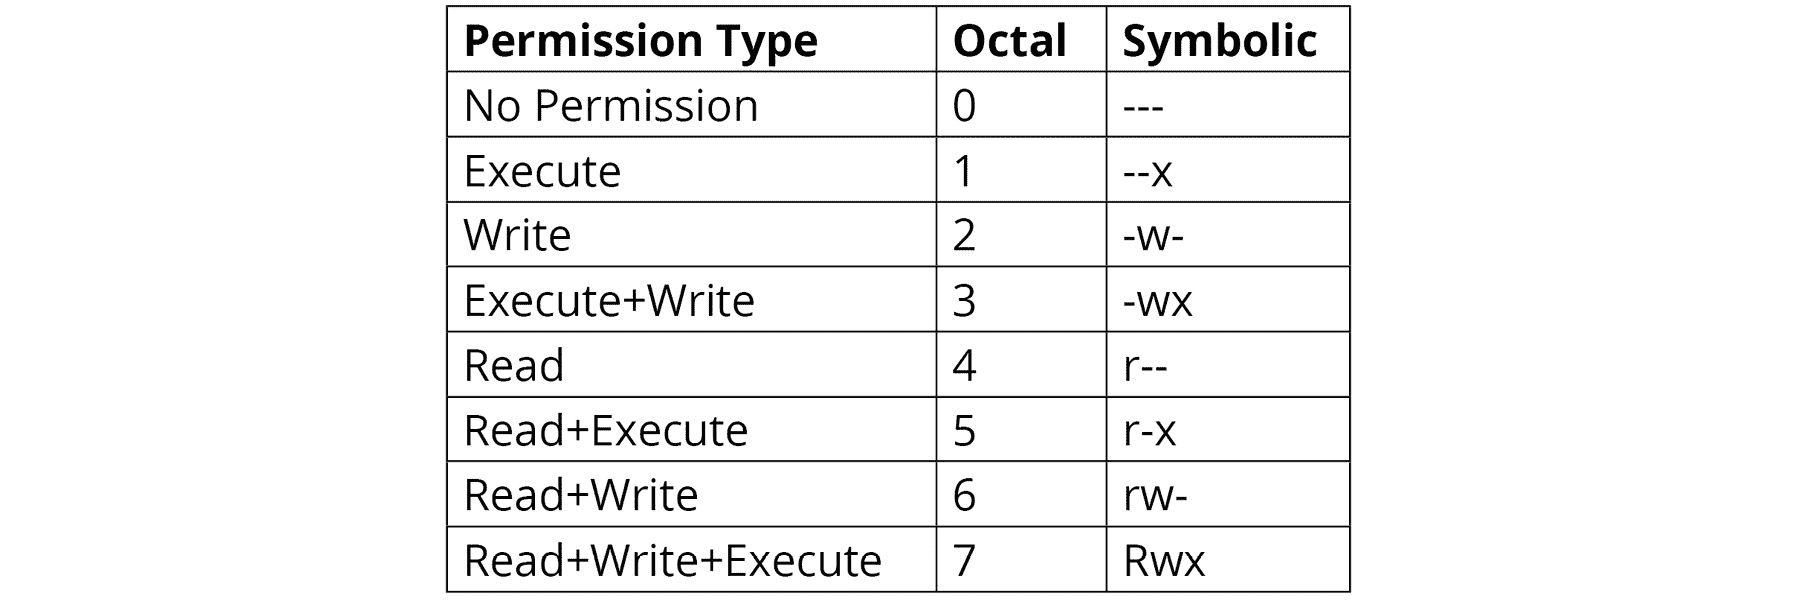 Permission Type Octal Symbolic
No Permission 0 ---
Execute 1 --x
Write 2 -w-
Execute+Write 3 -wx
Read 4 r--
Read+Execute 5 r-x
Read+Write 6 rw-
Read+Write+Execute 7 Rwx